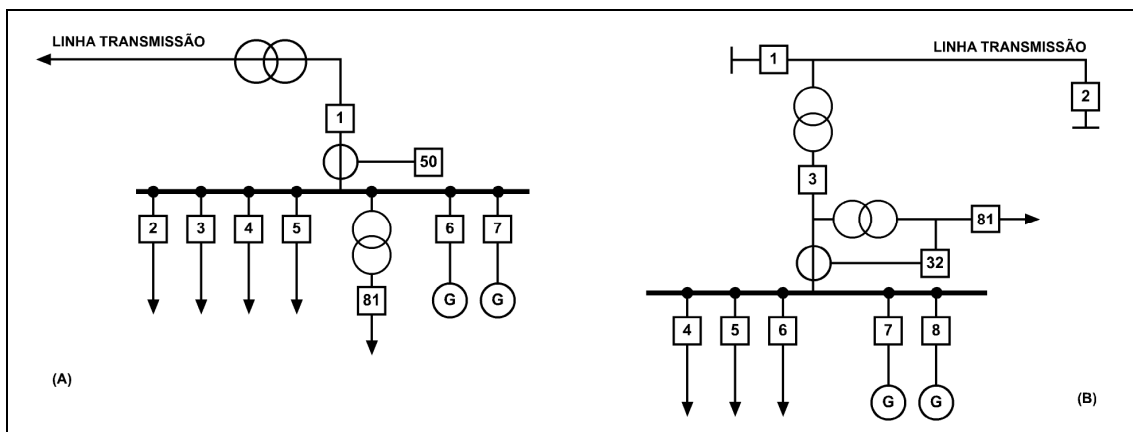 LINHA TRANSMISSÃO
1
50
2 3 4 5 6 7
81
G G
(A)
LINHA TRANSMISSÃO
1
2
3
81
32
4 5 6 7 8
G G
(B)